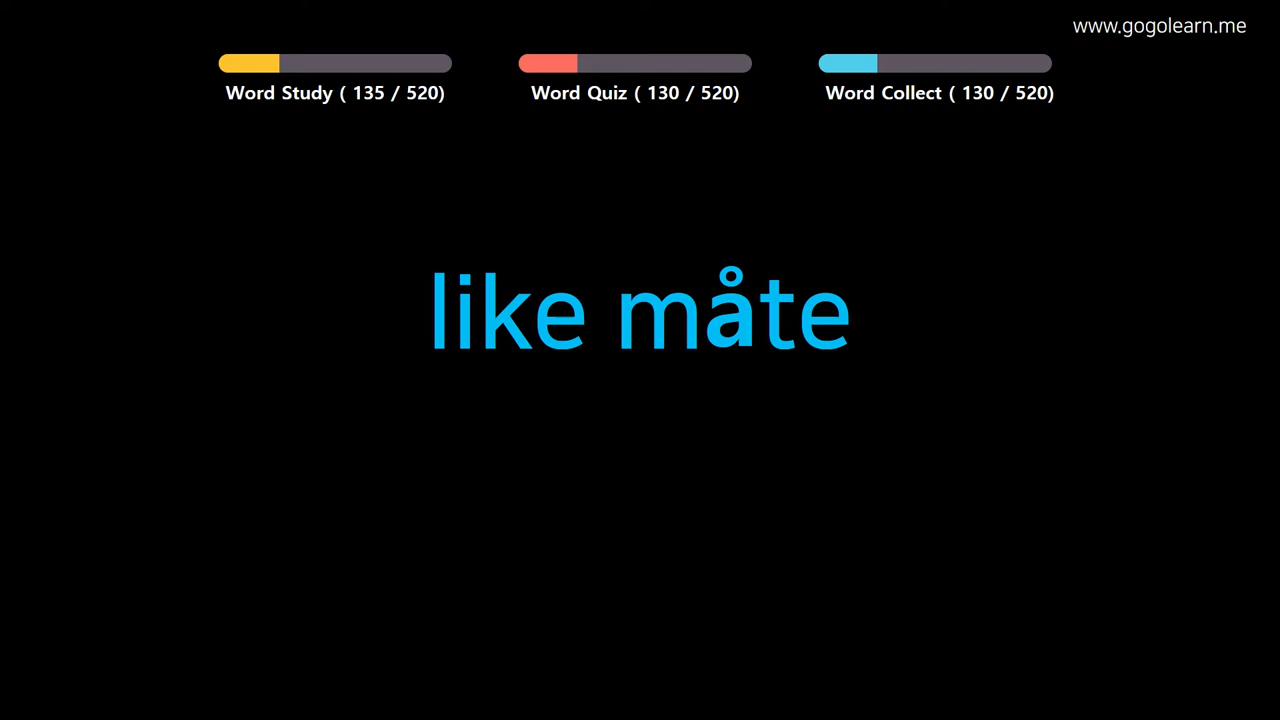 www.gogolearn.me
Word Study ( 135 / 520)
Word Quiz ( 130 / 520)
Word Collect ( 130 / 520)
like måte